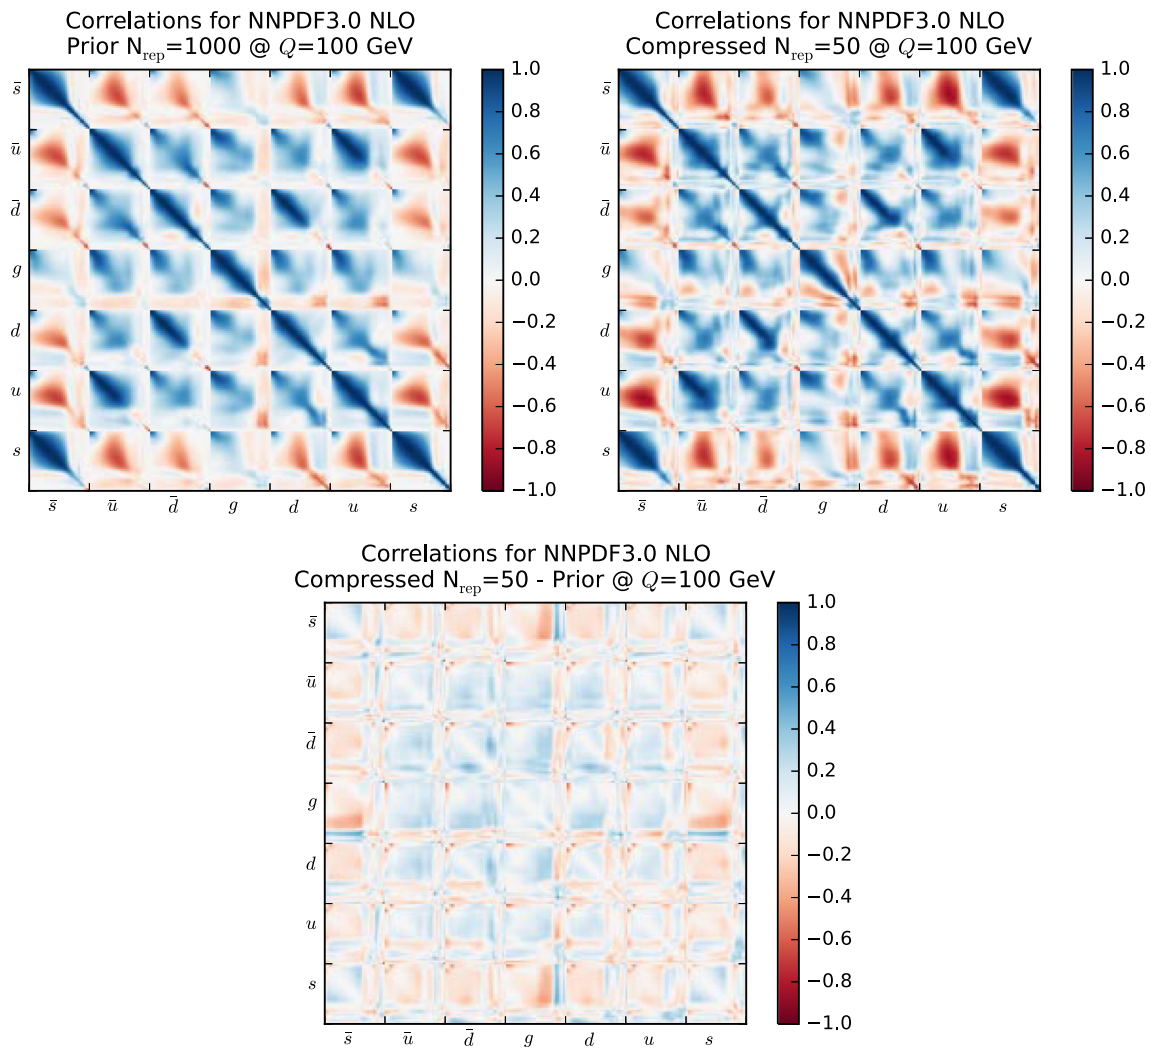 Correlations for NNPDF3.0 NLO
Prior N_rep=1000 @ Q=100 GeV
s̄
ū
d̄
g
d
u
s
s̄ ū d̄ g d u s
1.0
0.8
0.6
0.4
0.2
0.0
−0.2
−0.4
−0.6
−0.8
−1.0
Correlations for NNPDF3.0 NLO
Compressed N_rep=50 @ Q=100 GeV
s̄
ū
d̄
g
d
u
s
s̄ ū d̄ g d u s
1.0
0.8
0.6
0.4
0.2
0.0
−0.2
−0.4
−0.6
−0.8
−1.0
Correlations for NNPDF3.0 NLO
Compressed N_rep=50 - Prior @ Q=100 GeV
s̄
ū
d̄
g
d
u
s
s̄ ū d̄ g d u s
1.0
0.8
0.6
0.4
0.2
0.0
−0.2
−0.4
−0.6
−0.8
−1.0